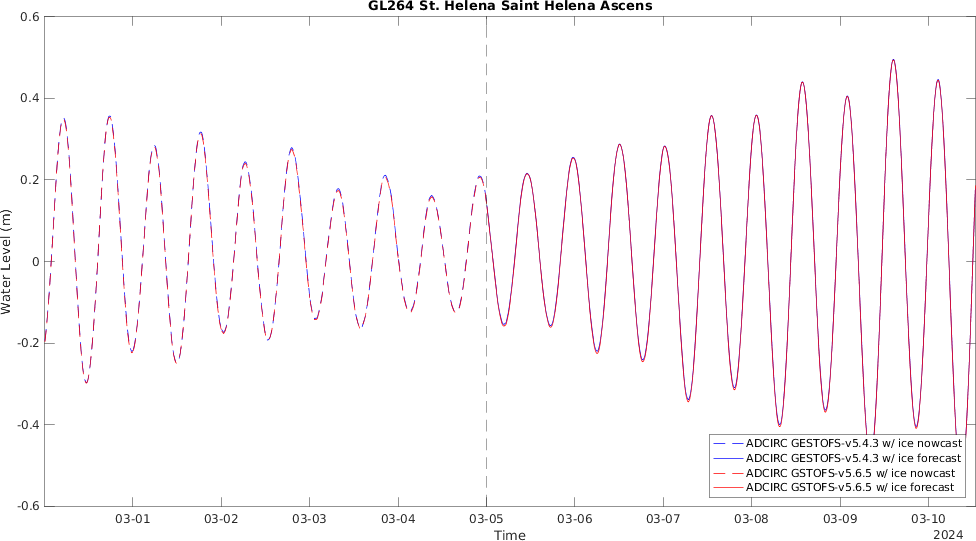 GL264 St. Helena Saint Helena Ascens
0.6
0.4
0.2
0
-0.2
-0.4
-0.6
Water Level (m)
03-01 03-02 03-03 03-04 03-05 03-06 03-07 03-08 03-09 03-10
Time
2024
ADCIRC GESTOFS-v5.4.3 w/ ice nowcast
ADCIRC GESTOFS-v5.4.3 w/ ice forecast
ADCIRC GSTOFS-v5.6.5 w/ ice nowcast
ADCIRC GSTOFS-v5.6.5 w/ ice forecast